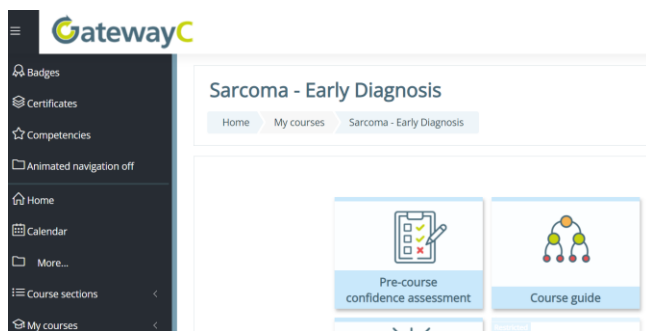 GatewayC
Badges
Certificates
Competencies
Animated navigation off
Home
Calendar
More...
Course sections
My courses
Sarcoma - Early Diagnosis
Home My courses Sarcoma - Early Diagnosis
Pre-course
confidence assessment
Course guide